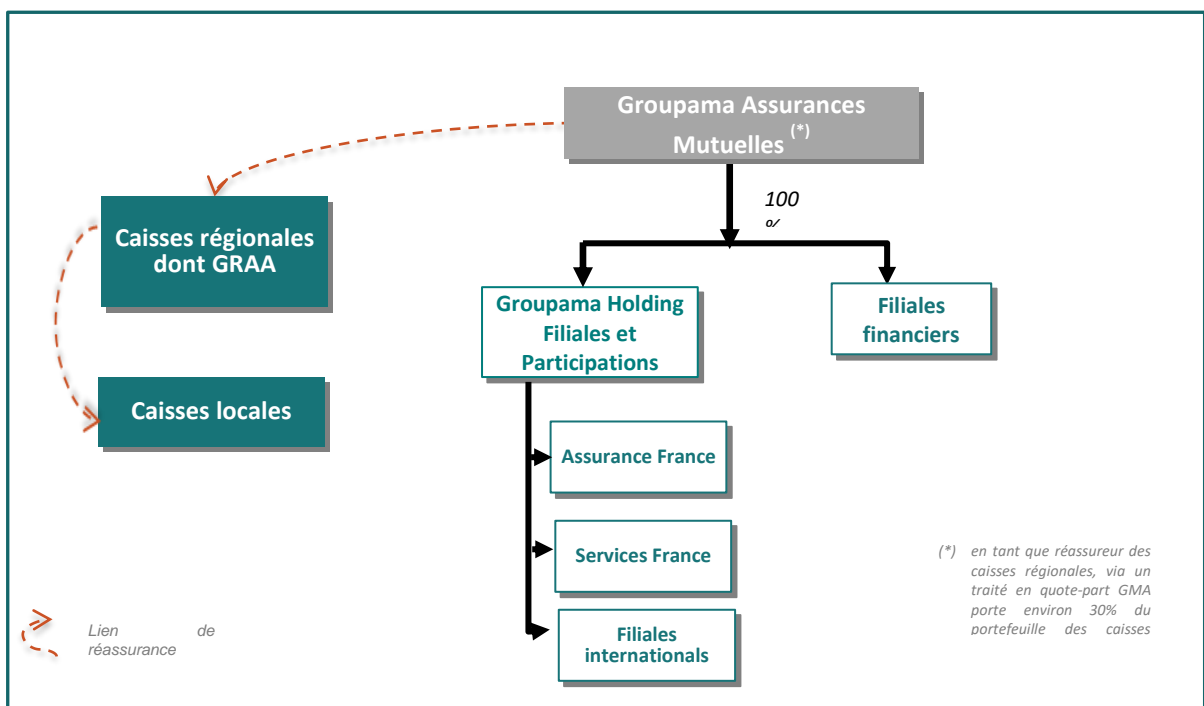 Groupama Assurances
Mutuelles (*)
100
%
Caisses régionales
dont GRAA
Groupama Holding
Filiales et
Participations
Filiales
financiers
Caisses locales
Assurance France
Services France
Filiales
internationals
(*) en tant que réassureur des
caisses régionales, via un
traité en quote-part GMA
porte environ 30% du
portefeuille des caisses
Lien de
réassurance